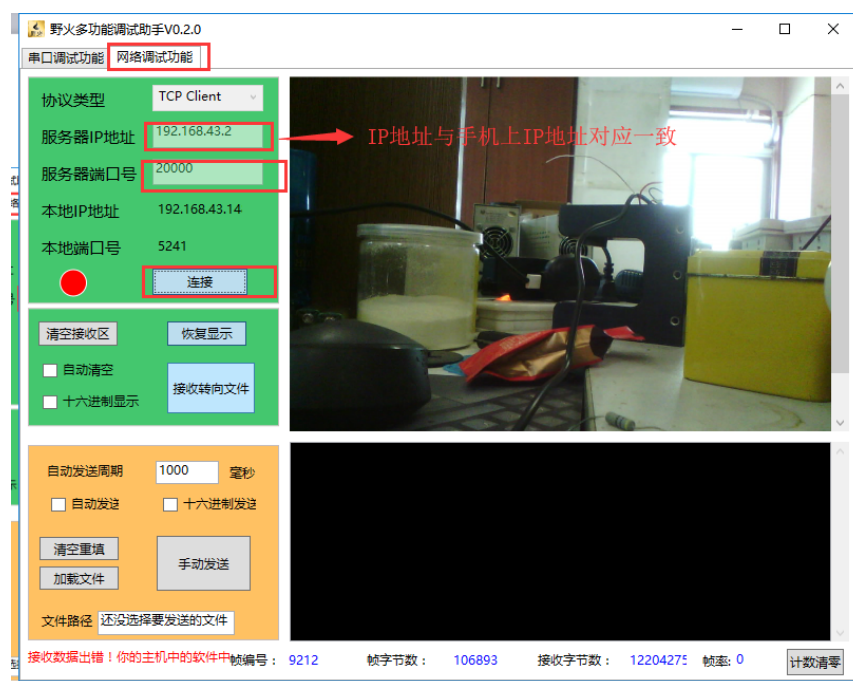 野火多功能调试助手V0.2.0
串口调试功能 网络调试功能
协议类型 TCP Client
服务器IP地址 192.168.43.2
IP地址与手机上IP地址对应一致
服务器端口号 20000
本地IP地址 192.168.43.14
本地端口号 5241
连接
清空接收区 恢复显示
自动清空
接收转向文件
十六进制显示
自动发送周期 1000 毫秒
自动发送 十六进制发送
清空重填
手动发送
加载文件
文件路径 还没选择要发送的文件
接收数据出错！你的主机中的软件中 帧编号： 9212 帧字节数： 106893 接收字节数： 12204275 帧率: 0 计数清零